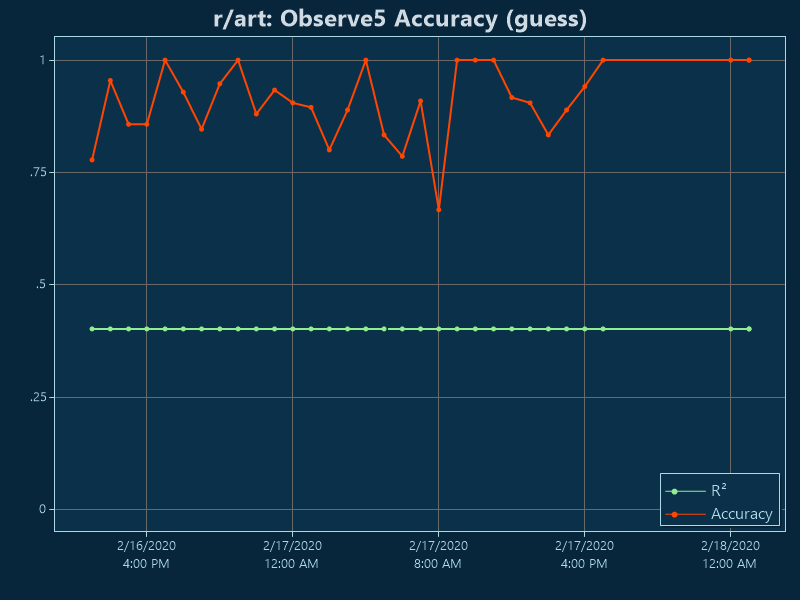 r/art: Observe5 Accuracy (guess)
1
.75
.5
.25
0
R²
Accuracy
2/16/2020 2/17/2020 2/17/2020 2/17/2020 2/18/2020
4:00 PM 12:00 AM 8:00 AM 4:00 PM 12:00 AM